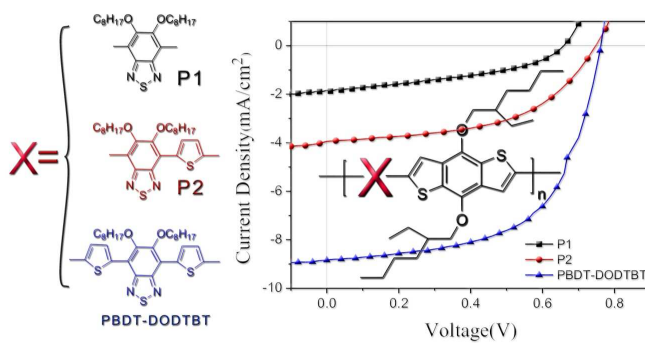 C₈H₁₇O OC₈H₁₇
N S N
P1
X=
C₈H₁₇O OC₈H₁₇
S
N S N
P2
C₈H₁₇O OC₈H₁₇
S S
N S N
PBDT-DODTBT
Current Density(mA/cm²)
0
-2
-4
-6
-8
-10
O
X
S S
n
O
P1
P2
PBDT-DODTBT
0.0 0.2 0.4 0.6 0.8
Voltage(V)